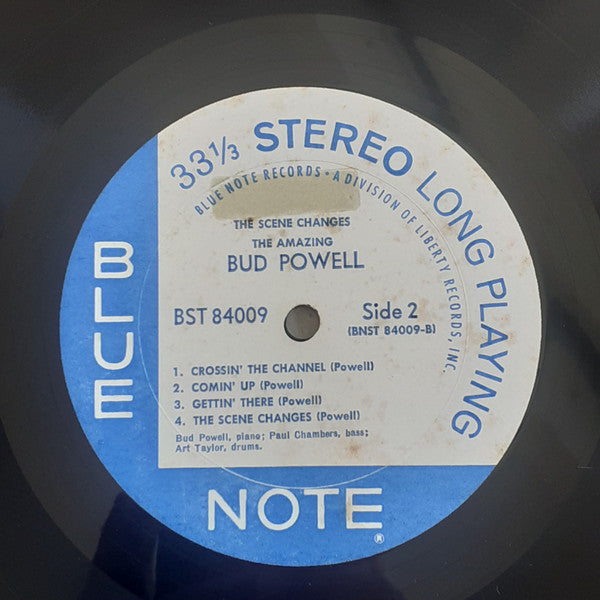 33⅓ STEREO LONG PLAYING
BLUE NOTE RECORDS • A DIVISION OF LIBERTY RECORDS, INC.
THE SCENE CHANGES
THE AMAZING
BUD POWELL
BST 84009
Side 2
(BNST 84009-B)
1. CROSSIN' THE CHANNEL (Powell)
2. COMIN' UP (Powell)
3. GETTIN' THERE (Powell)
4. THE SCENE CHANGES (Powell)
Bud Powell, piano; Paul Chambers, bass;
Art Taylor, drums.
BLUE
NOTE
®